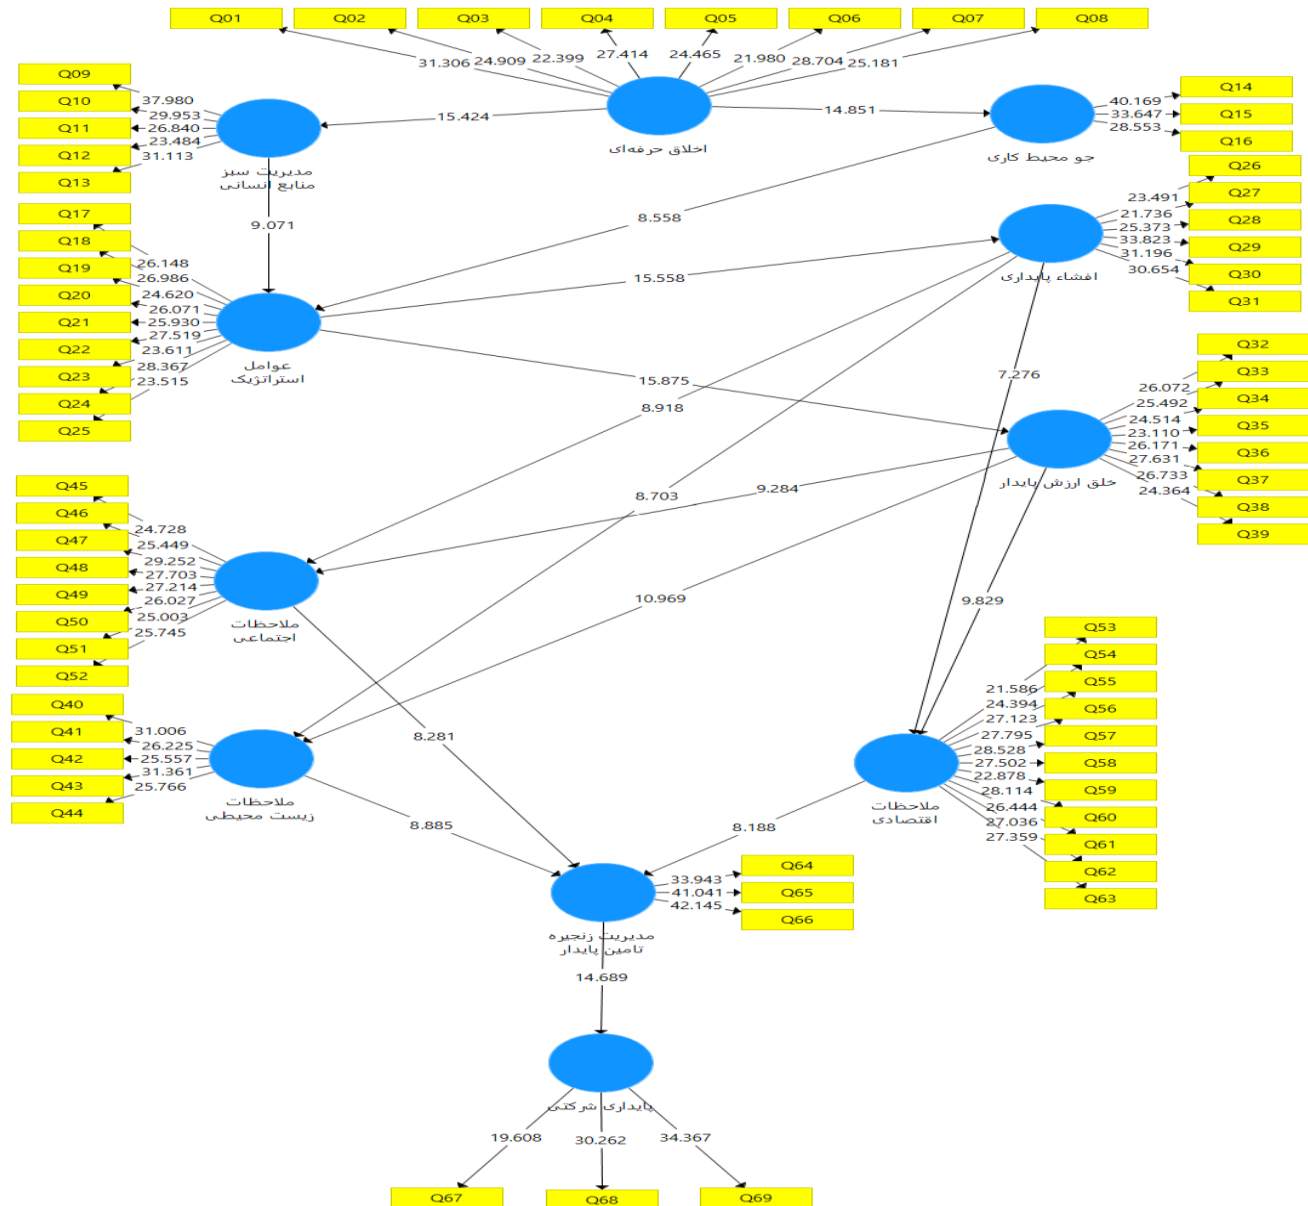 Q01
Q02
Q03
Q04
Q05
Q06
Q07
Q08
31.306
24.909
22.399
27.414
24.465
21.980
28.704
25.181
اخلاق حرفه‌ای
15.424
14.851
Q09
Q10
Q11
Q12
Q13
37.980
29.953
26.840
23.484
31.113
مدیریت سبز
منابع انسانی
9.071
Q14
Q15
Q16
40.169
33.647
28.553
جو محیط کاری
8.558
Q17
Q18
Q19
Q20
Q21
Q22
Q23
Q24
Q25
26.148
26.986
24.620
26.071
25.930
27.519
23.611
28.367
23.515
عوامل
استراتژیک
15.558
15.875
Q26
Q27
Q28
Q29
Q30
Q31
23.491
21.736
25.373
33.823
31.196
30.654
افشاء پایداری
8.918
8.703
7.276
Q32
Q33
Q34
Q35
Q36
Q37
Q38
Q39
26.072
25.492
24.514
23.110
26.171
27.631
26.733
24.364
خلق ارزش پایدار
9.284
10.969
9.829
Q45
Q46
Q47
Q48
Q49
Q50
Q51
Q52
24.728
25.449
29.252
27.703
27.214
26.027
25.003
25.745
ملاحظات
اجتماعی
8.281
Q40
Q41
Q42
Q43
Q44
31.006
26.225
25.557
31.361
25.766
ملاحظات
زیست محیطی
8.885
Q53
Q54
Q55
Q56
Q57
Q58
Q59
Q60
Q61
Q62
Q63
21.586
24.394
27.123
27.795
28.528
27.502
22.878
28.114
26.444
27.036
27.359
ملاحظات
اقتصادی
8.188
Q64
Q65
Q66
33.943
41.041
42.145
مدیریت زنجیره
تامین پایدار
14.689
پایداری شرکتی
19.608
30.262
34.367
Q67
Q68
Q69